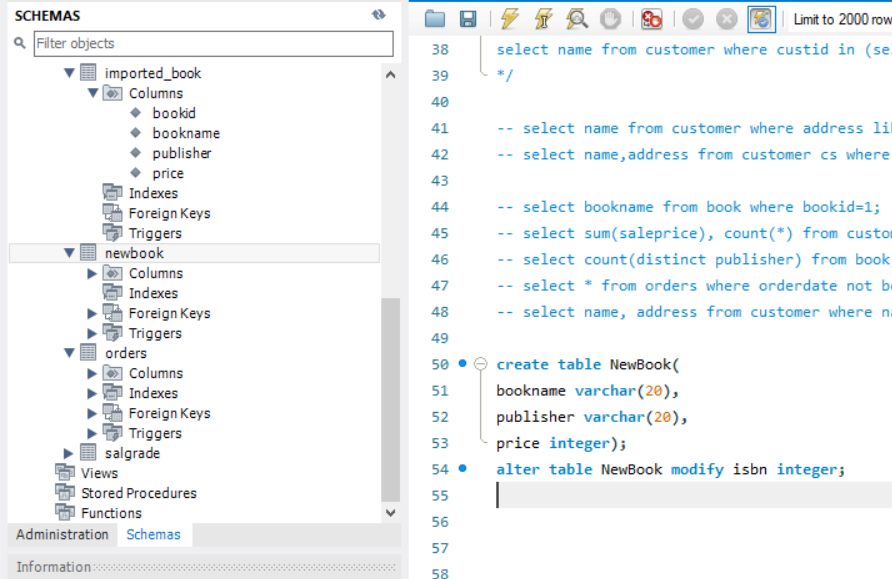 SCHEMAS
Filter objects
imported_book
Columns
bookid
bookname
publisher
price
Indexes
Foreign Keys
Triggers
newbook
Columns
Indexes
Foreign Keys
Triggers
orders
Columns
Indexes
Foreign Keys
Triggers
salgrade
Views
Stored Procedures
Functions
Administration Schemas
Information
Limit to 2000 row
38 select name from customer where custid in (se
39 */
40
41 -- select name from customer where address li
42 -- select name,address from customer cs where
43
44 -- select bookname from book where bookid=1;
45 -- select sum(saleprice), count(*) from custo
46 -- select count(distinct publisher) from book
47 -- select * from orders where orderdate not b
48 -- select name, address from customer where n
49
50 create table NewBook(
51 bookname varchar(20),
52 publisher varchar(20),
53 price integer);
54 alter table NewBook modify isbn integer;
55
56
57
58